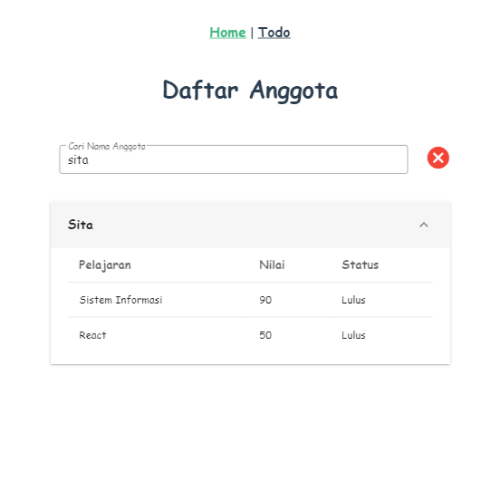 Home | Todo
Daftar Anggota
Cari Nama Anggota
sita
Sita
Pelajaran Nilai Status
Sistem Informasi 90 Lulus
React 50 Lulus